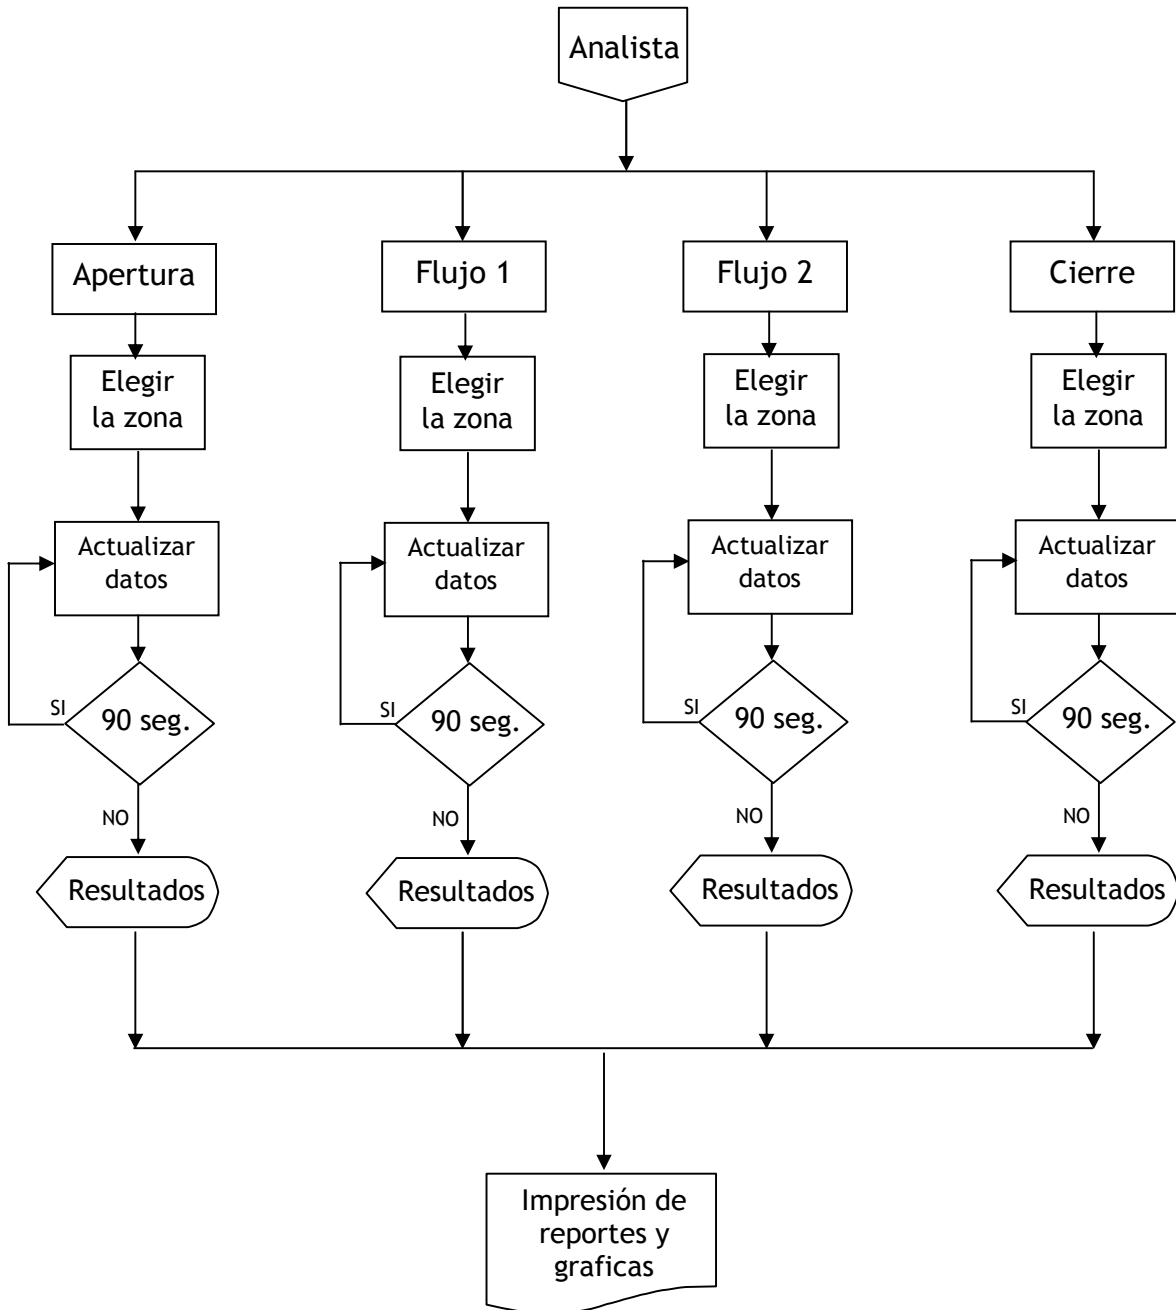 Analista
Apertura
Flujo 1
Flujo 2
Cierre
Elegir
la zona
Elegir
la zona
Elegir
la zona
Elegir
la zona
Actualizar
datos
Actualizar
datos
Actualizar
datos
Actualizar
datos
SI
90 seg.
SI
90 seg.
SI
90 seg.
SI
90 seg.
NO
NO
NO
NO
Resultados
Resultados
Resultados
Resultados
Impresión de
reportes y
graficas